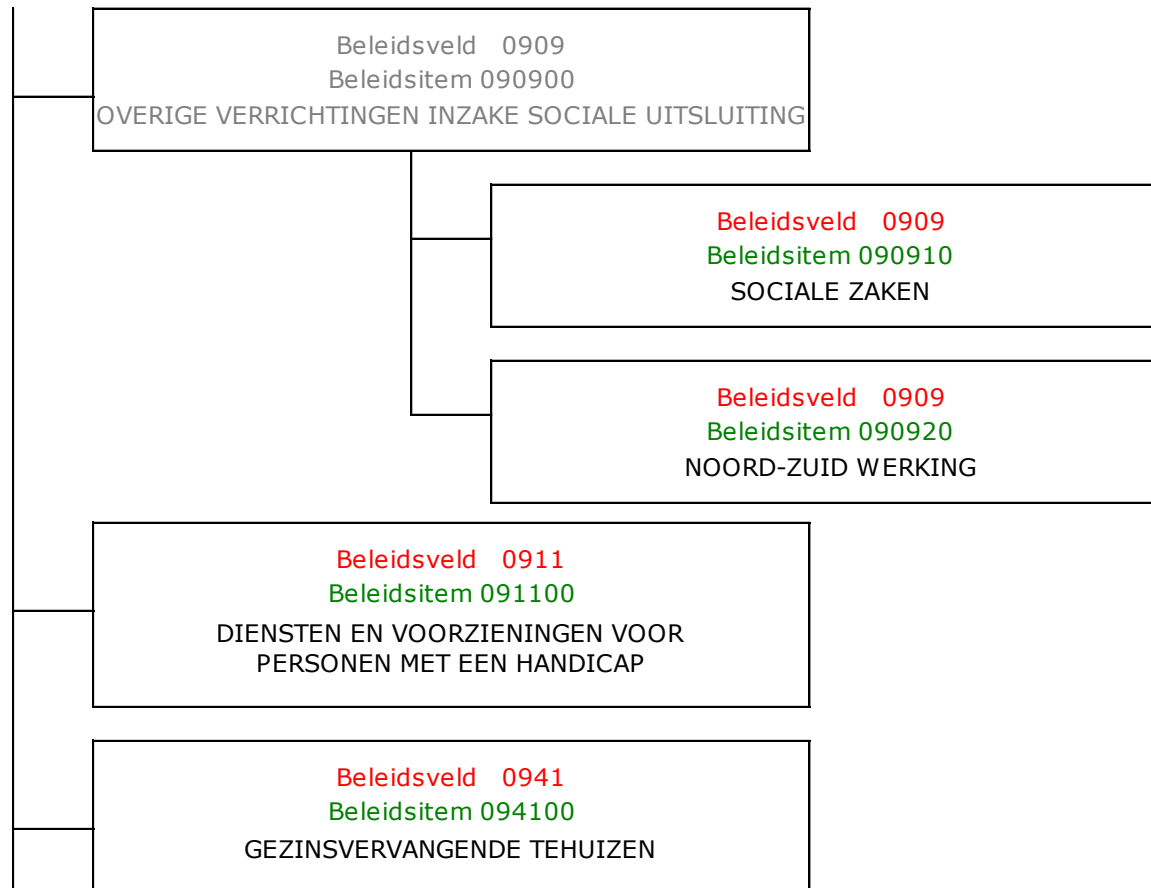 Beleidsveld 0909
Beleidsitem 090900
OVERIGE VERRICHTINGEN INZAKE SOCIALE UITSLUITING
Beleidsveld 0909
Beleidsitem 090910
SOCIALE ZAKEN
Beleidsveld 0909
Beleidsitem 090920
NOORD-ZUID WERKING
Beleidsveld 0911
Beleidsitem 091100
DIENSTEN EN VOORZIENINGEN VOOR
PERSONEN MET EEN HANDICAP
Beleidsveld 0941
Beleidsitem 094100
GEZINSVERVANGENDE TEHUIZEN